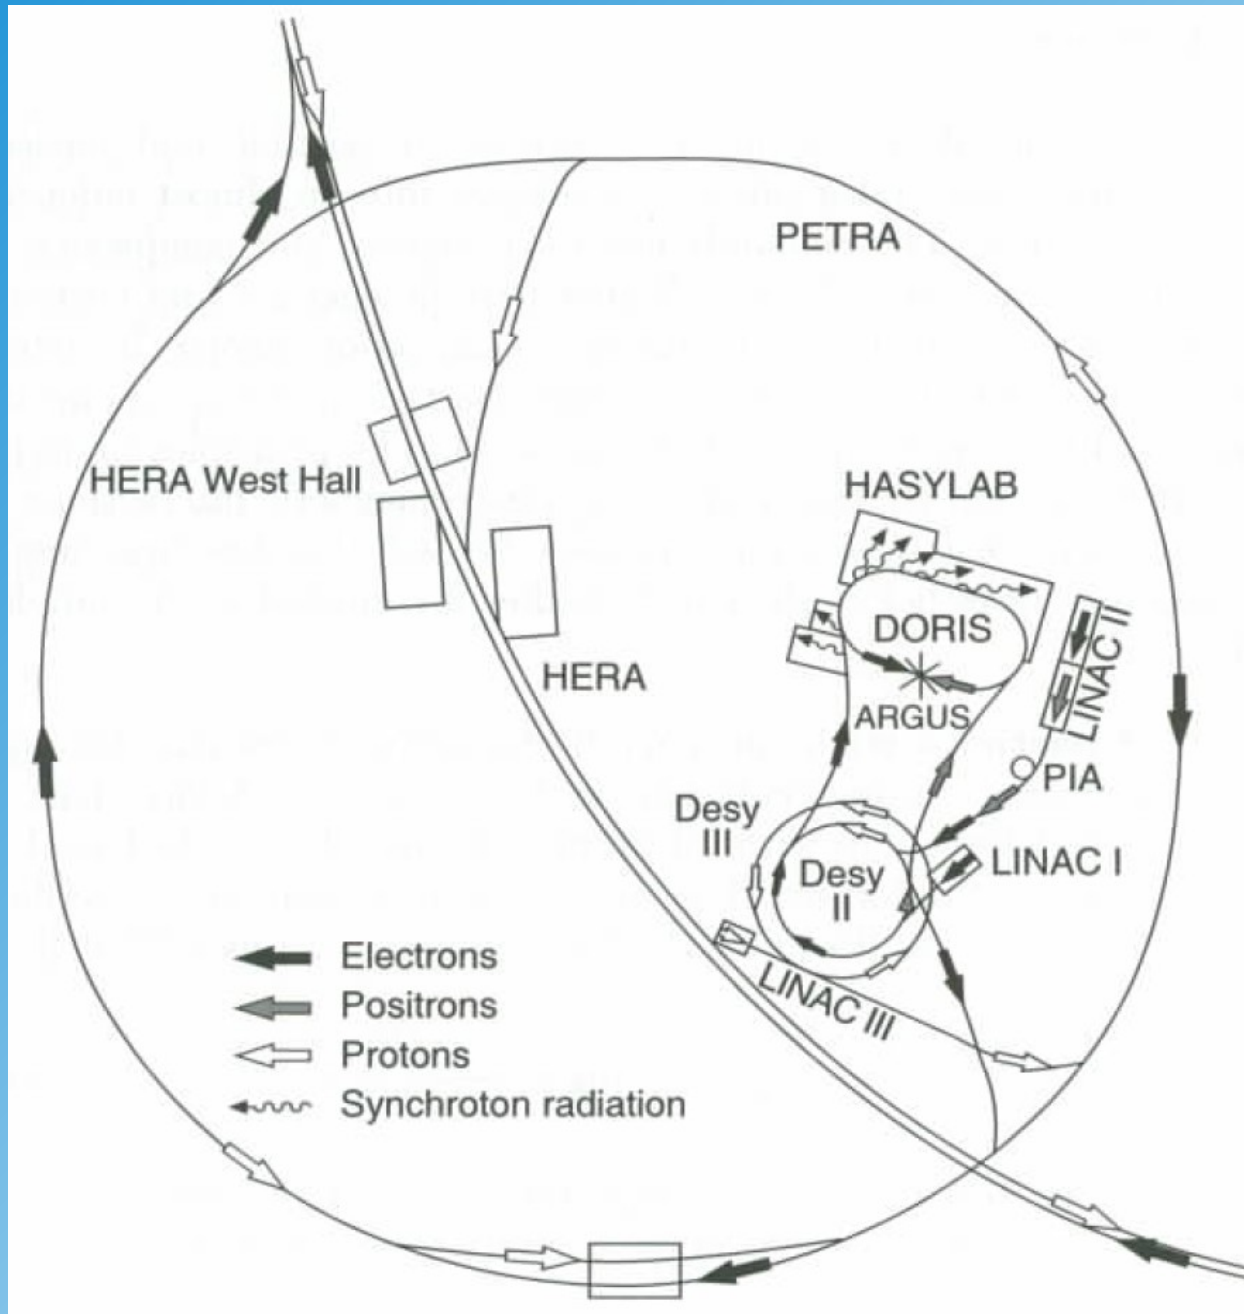 PETRA
HERA West Hall
HASYLAB
DORIS
LINAC II
HERA
ARGUS
PIA
Desy
III
LINAC I
Desy
II
Electrons
LINAC III
Positrons
Protons
Synchroton radiation